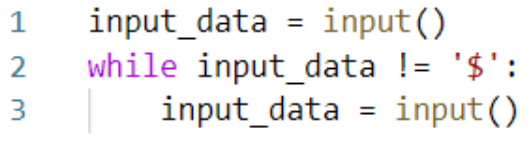 1 input_data = input()
2 while input_data != '$':
3     input_data = input()